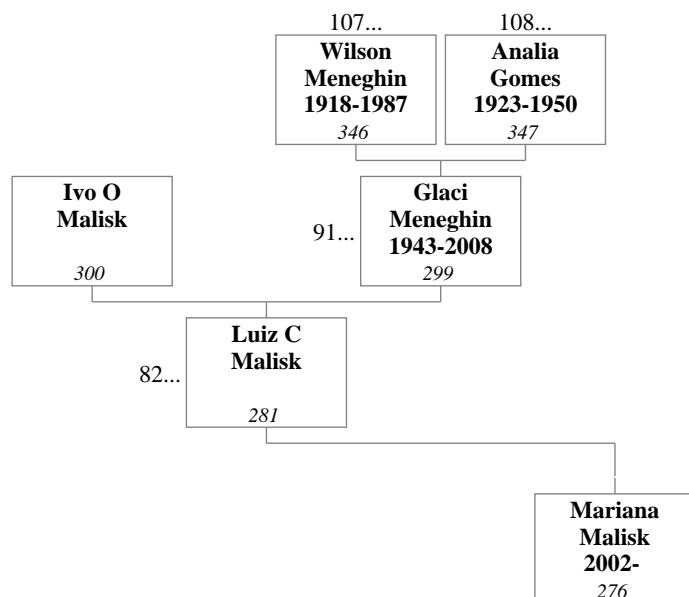 107...
108...
Wilson
Meneghin
1918-1987
346
Analia
Gomes
1923-1950
347
Ivo O
Malisk
300
91...
Glaci
Meneghin
1943-2008
299
82...
Luiz C
Malisk
281
Mariana
Malisk
2002-
276